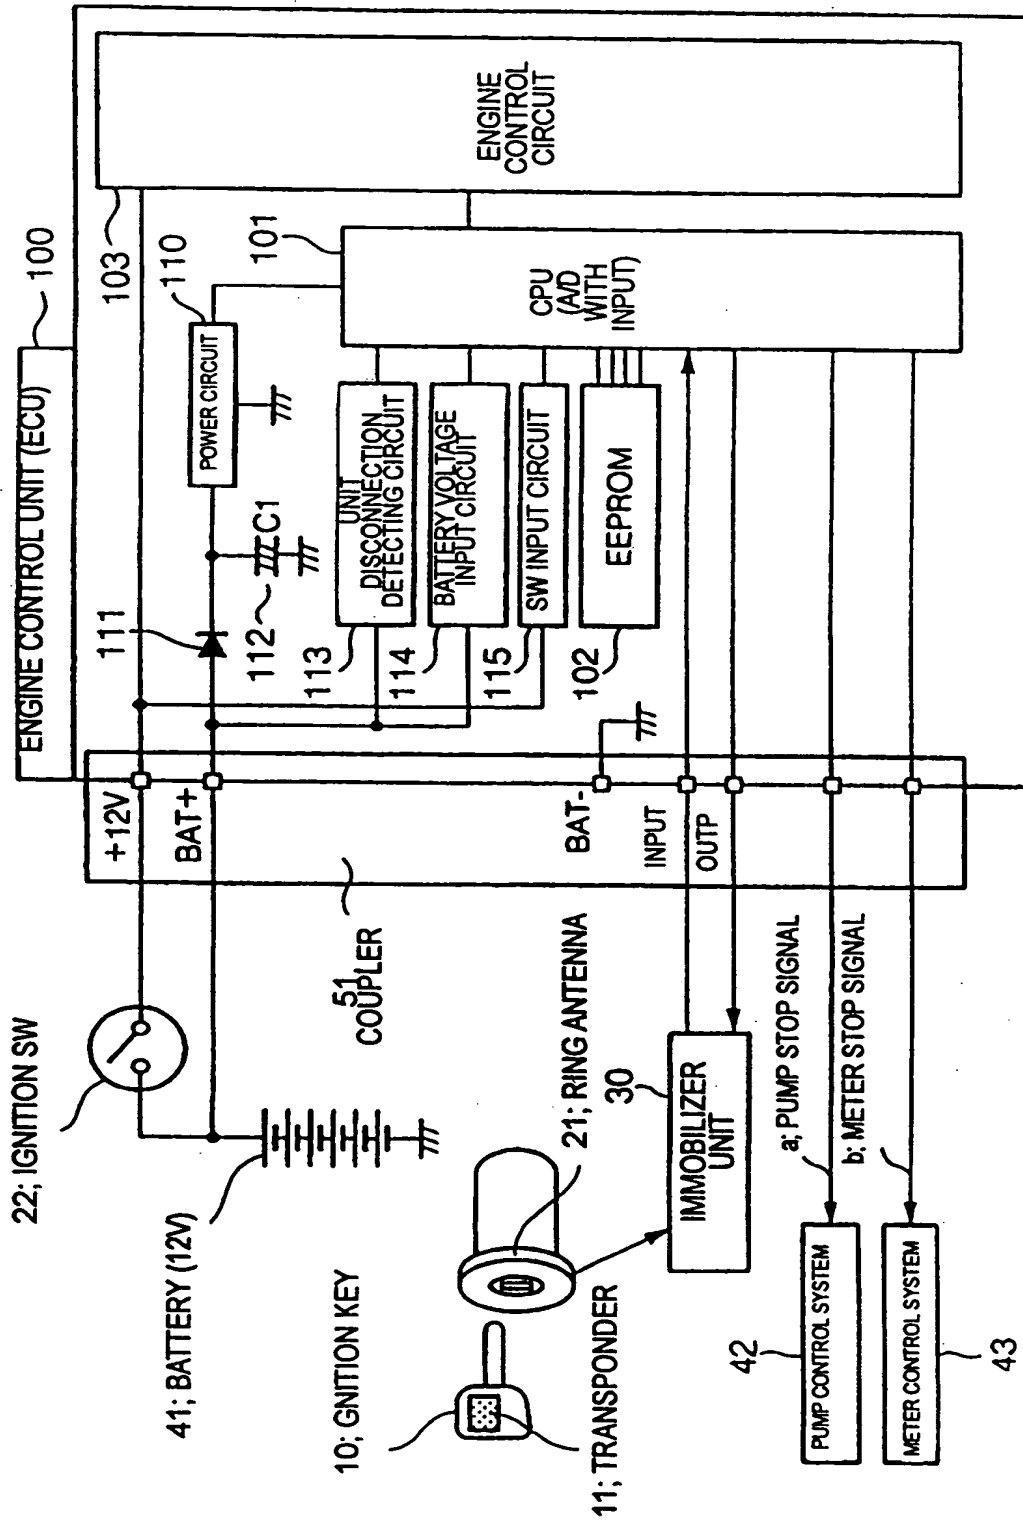 22; IGNITION SW
41; BATTERY (12V)
10; GNITION KEY
11; TRANSPONDER
21; RING ANTENNA
51
COUPLER
30
IMMOBILIZER
UNIT
a; PUMP STOP SIGNAL
b; METER STOP SIGNAL
42
PUMP CONTROL SYSTEM
METER CONTROL SYSTEM
43
+12V
BAT+
BAT-
INPUT
OUTP
ENGINE CONTROL UNIT (ECU)
100
103
111
112
C1
110
POWER CIRCUIT
101
113
UNIT
DISCONNECTION
DETECTING CIRCUIT
114
BATTERY VOLTAGE
INPUT CIRCUIT
115
SW INPUT CIRCUIT
102
EEPROM
CPU
(A/D
WITH
INPUT)
ENGINE
CONTROL
CIRCUIT